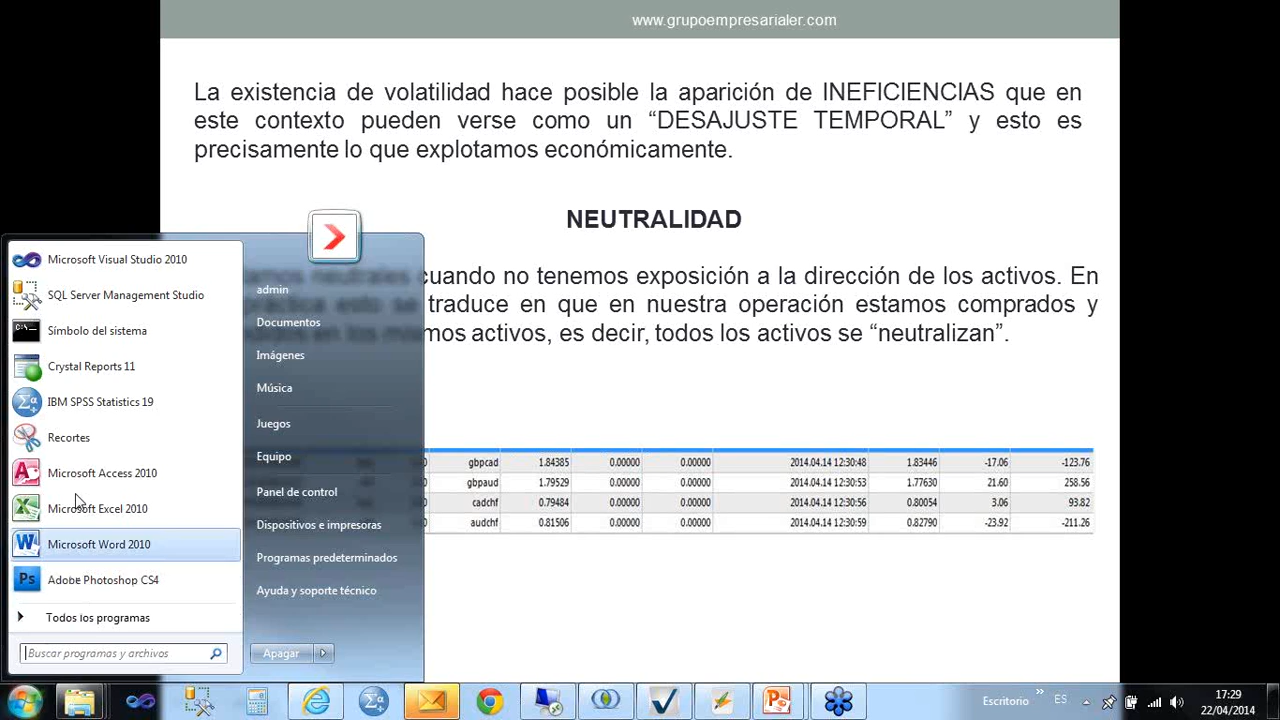 www.grupoempresarialer.com
La existencia de volatilidad hace posible la aparición de INEFICIENCIAS que en
este contexto pueden verse como un “DESAJUSTE TEMPORAL” y esto es
precisamente lo que explotamos económicamente.
NEUTRALIDAD
cuando no tenemos exposición a la dirección de los activos. En
traduce en que en nuestra operación estamos comprados y
activos, es decir, todos los activos se “neutralizan”.
gbpcad 1.84385 0.00000 0.00000 2014.04.14 12:30:48 1.83446 -17.06 -123.76
gbpaud 1.79529 0.00000 0.00000 2014.04.14 12:30:53 1.77630 21.60 258.56
cadchf 0.79484 0.00000 0.00000 2014.04.14 12:30:56 0.80054 3.06 93.82
audchf 0.81506 0.00000 0.00000 2014.04.14 12:30:59 0.82790 -23.92 -211.26
Microsoft Visual Studio 2010
SQL Server Management Studio
Símbolo del sistema
Crystal Reports 11
IBM SPSS Statistics 19
Recortes
Microsoft Access 2010
Microsoft Excel 2010
Microsoft Word 2010
Adobe Photoshop CS4
Todos los programas
Buscar programas y archivos
admin
Documentos
Imágenes
Música
Juegos
Equipo
Panel de control
Dispositivos e impresoras
Programas predeterminados
Ayuda y soporte técnico
Apagar
Escritorio
ES
17:29
22/04/2014